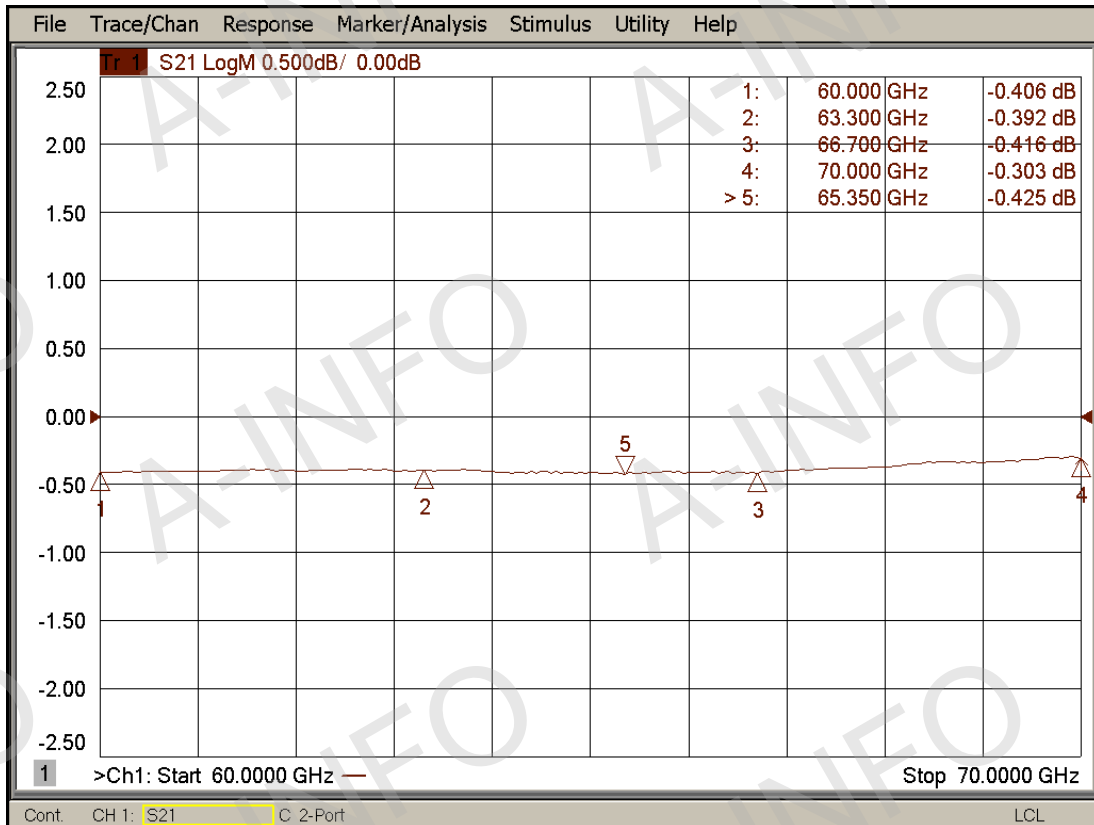 File Trace/Chan Response Marker/Analysis Stimulus Utility Help
Tr 1 S21 LogM 0.500dB/ 0.00dB
2.50
2.00
1.50
1.00
0.50
0.00
-0.50
-1.00
-1.50
-2.00
-2.50
1: 60.000 GHz -0.406 dB
2: 63.300 GHz -0.392 dB
3: 66.700 GHz -0.416 dB
4: 70.000 GHz -0.303 dB
> 5: 65.350 GHz -0.425 dB
1
2
5
3
4
1 >Ch1: Start 60.0000 GHz — Stop 70.0000 GHz
Cont. CH 1: S21 C 2-Port LCL
A-INFO
A-INFO
A-INFO
A-INFO
A-INFO
A-INFO
O
O